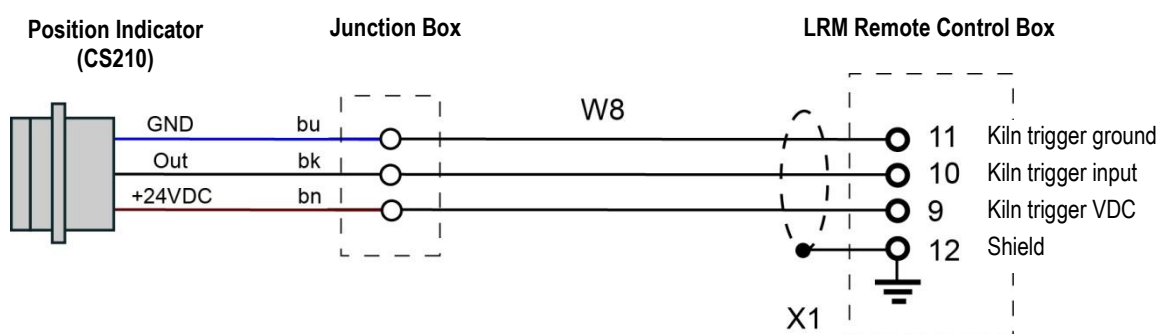 Position Indicator
(CS210)
Junction Box
LRM Remote Control Box
W8
GND bu
11 Kiln trigger ground
Out bk
10 Kiln trigger input
+24VDC bn
9 Kiln trigger VDC
12 Shield
X1